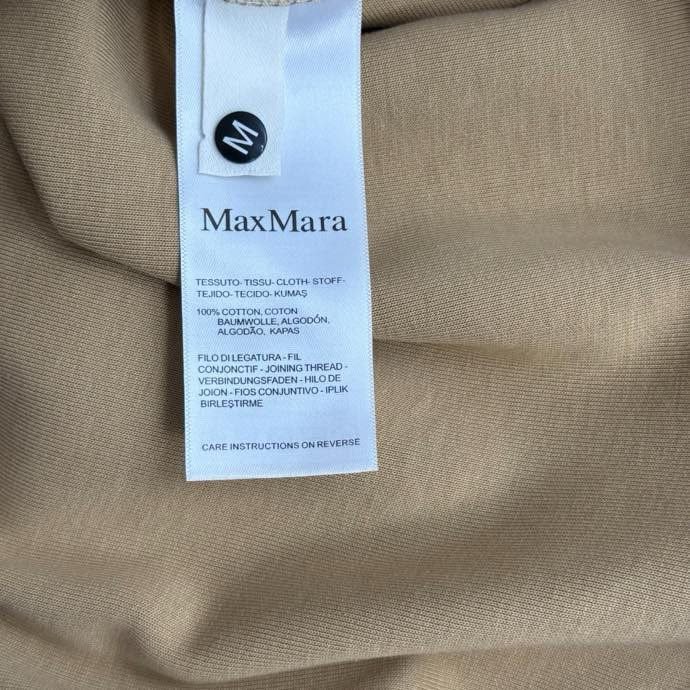 M
MaxMara
TESSUTO- TISSU- CLOTH- STOFF-
TEJIDO- TECIDO- KUMAŞ
100% COTTON, COTON
BAUMWOLLE, ALGODÓN,
ALGODÃO, KAPAS
FILO DI LEGATURA - FIL
CONJONCTIF - JOINING THREAD -
VERBINDUNGSFADEN - HILO DE
JOION - FIOS CONJUNTIVO - IPLIK
BIRLEŞTIRME
CARE INSTRUCTIONS ON REVERSE